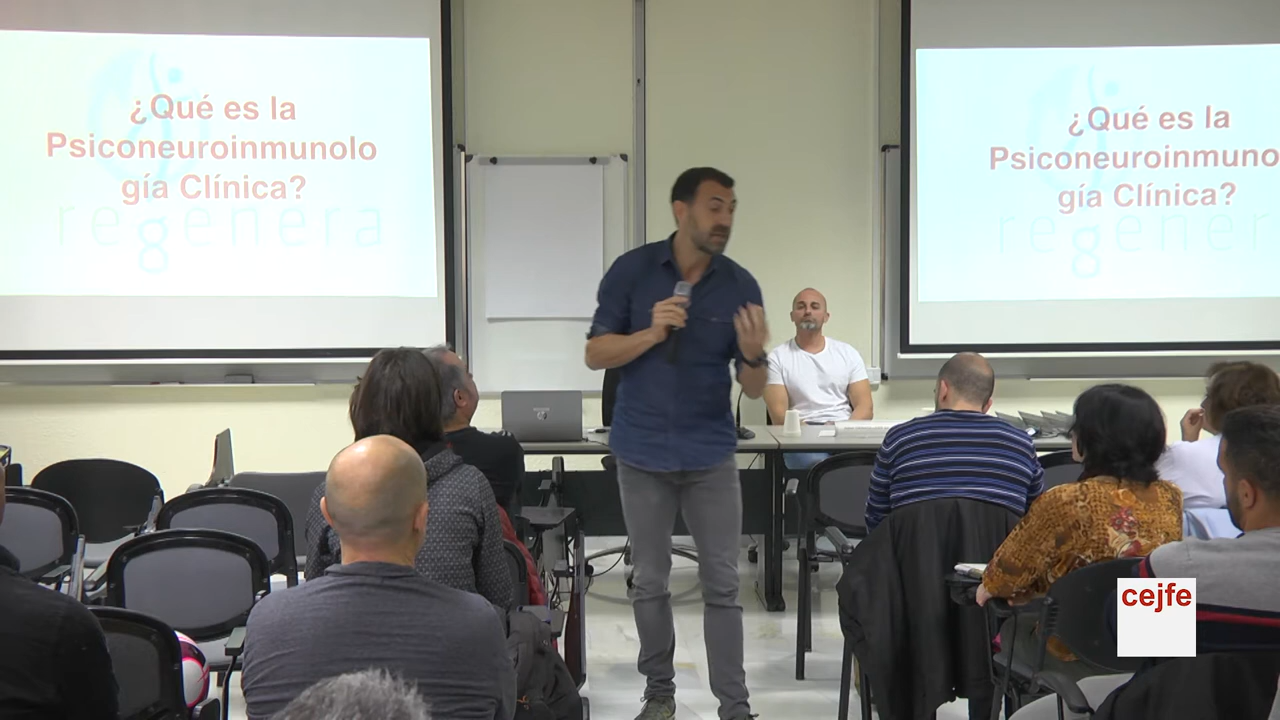 ¿Qué es la
Psiconeuroinmunolo
gía Clínica?
regenera
¿Qué es la
Psiconeuroinmuno
gía Clínica?
regener
cejfe